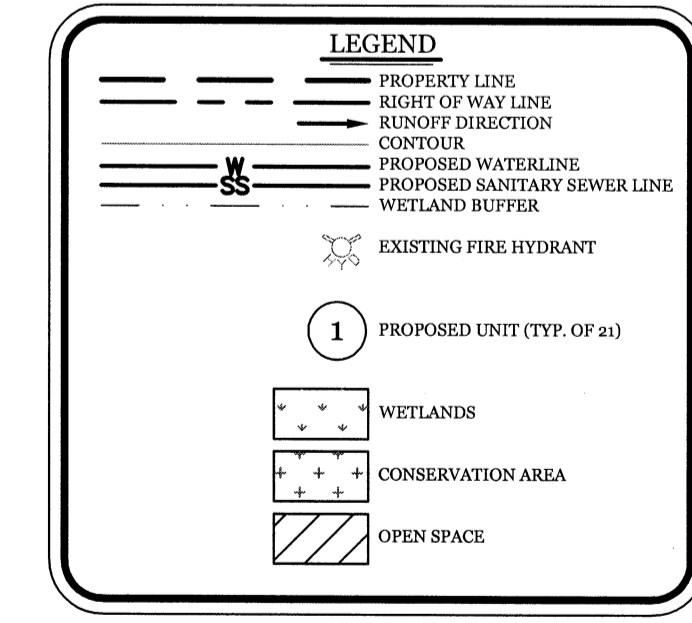 LEGEND
PROPERTY LINE
RIGHT OF WAY LINE
RUNOFF DIRECTION
CONTOUR
W PROPOSED WATERLINE
SS PROPOSED SANITARY SEWER LINE
WETLAND BUFFER
HYD EXISTING FIRE HYDRANT
1 PROPOSED UNIT (TYP. OF 21)
WETLANDS
CONSERVATION AREA
OPEN SPACE